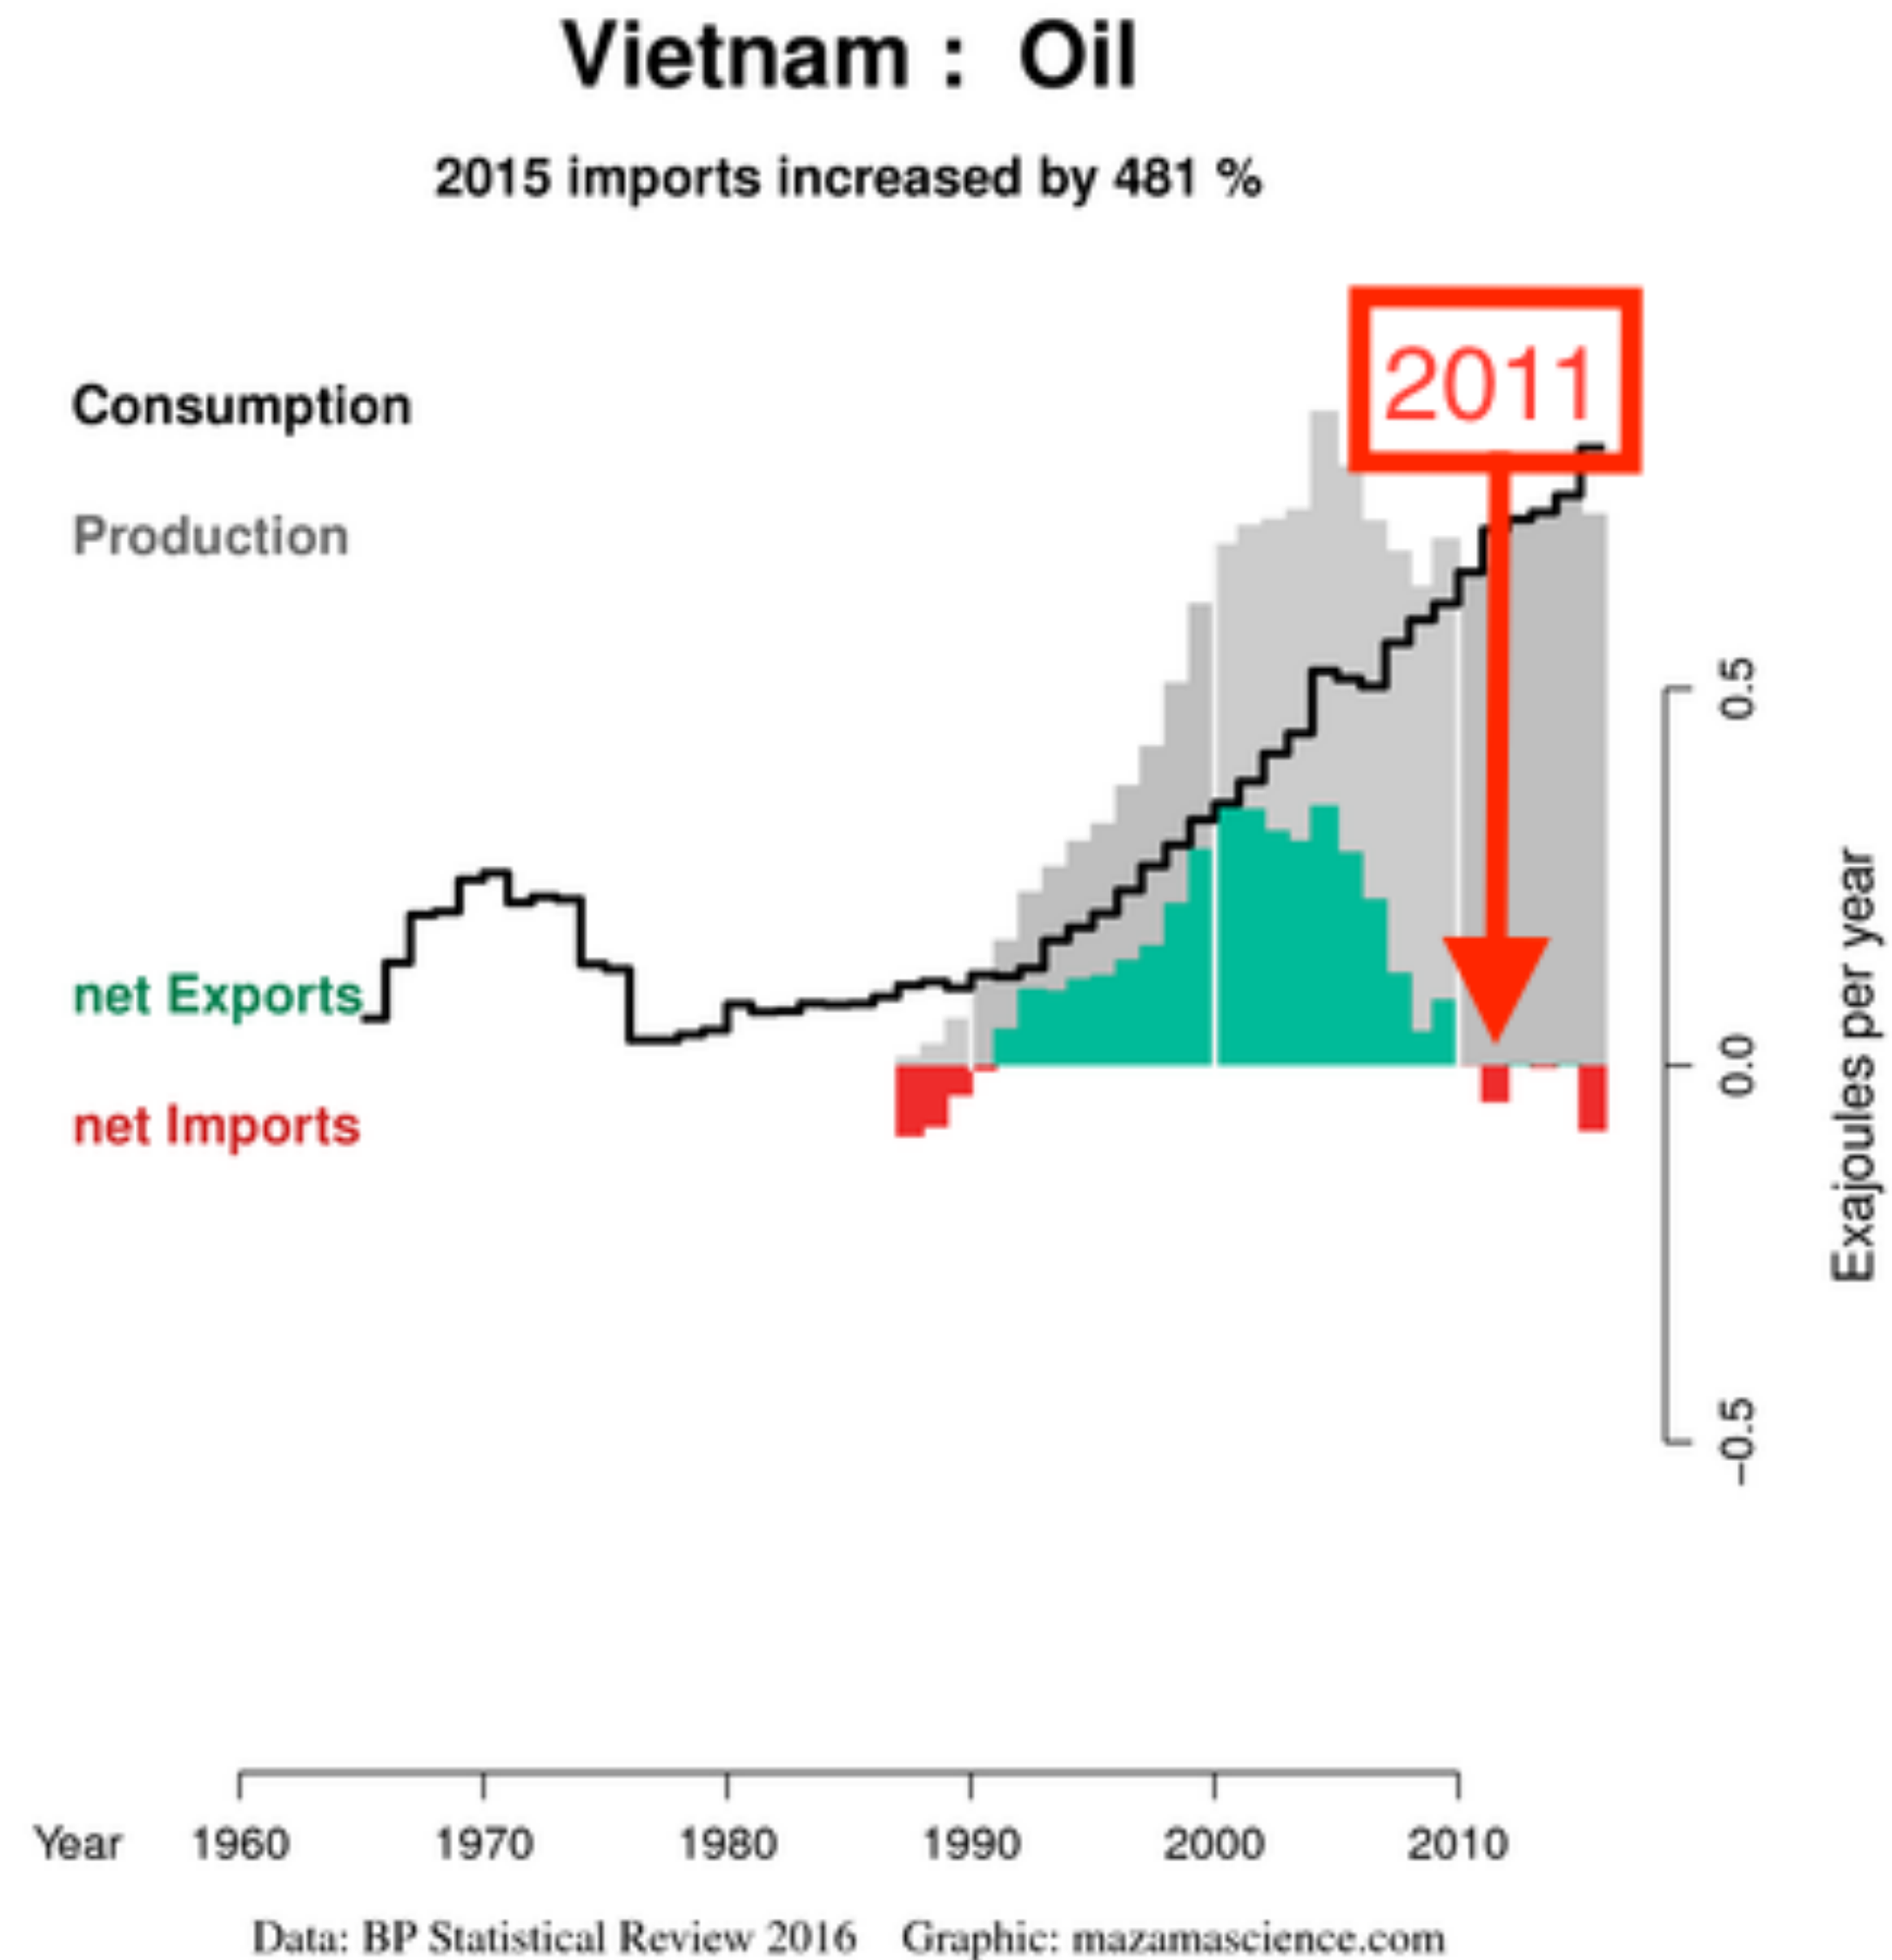 Vietnam : Oil
2015 imports increased by 481 %
2011
Consumption
Production
net Exports
net Imports
0.5
0.0
−0.5
Exajoules per year
Year 1960 1970 1980 1990 2000 2010
Data: BP Statistical Review 2016 Graphic: mazamascience.com